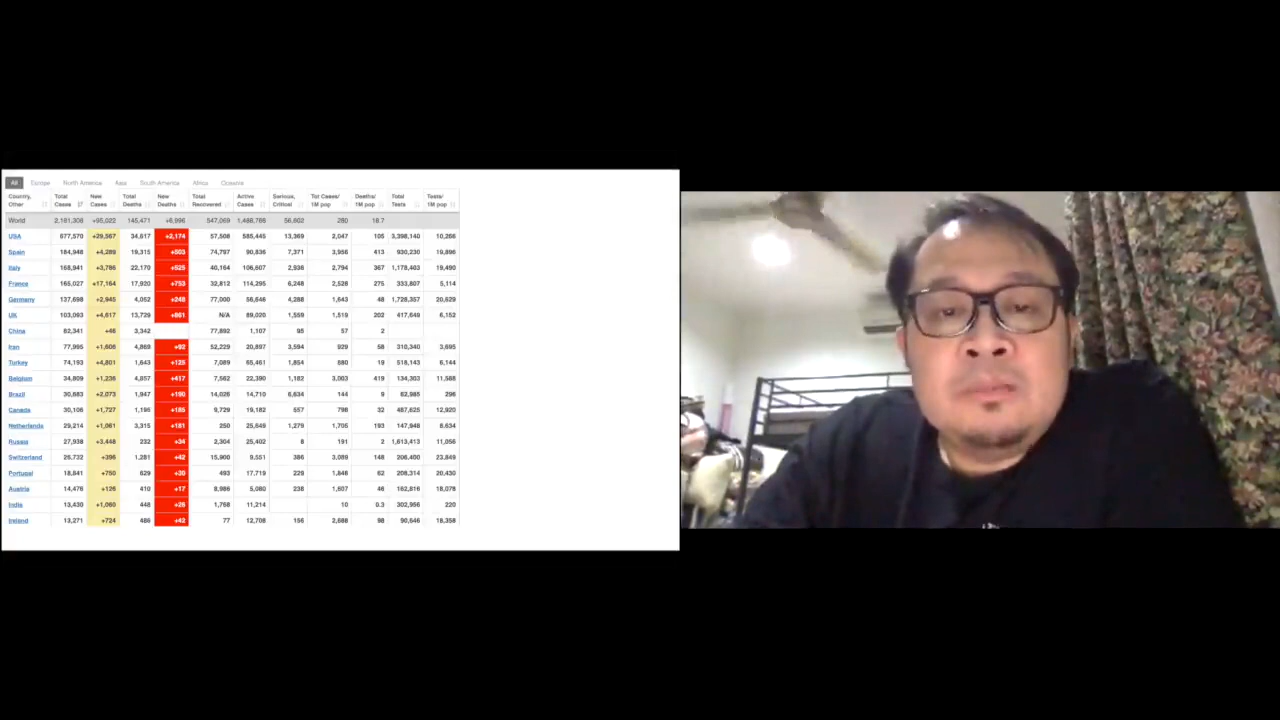 All Europe North America Asia South America Africa Oceania
Country, Other Total Cases New Cases Total Deaths New Deaths Total Recovered Active Cases Serious, Critical Tot Cases/ 1M pop Deaths/ 1M pop Total Tests Tests/ 1M pop
World 2,181,308 +95,022 145,471 +6,996 547,069 1,488,768 56,602 280 18.7
USA 677,570 +29,567 34,617 +2,174 57,508 585,445 13,369 2,047 105 3,398,140 10,266
Spain 184,948 +4,289 19,315 +503 74,797 90,836 7,371 3,956 413 930,230 19,896
Italy 168,941 +3,786 22,170 +525 40,164 106,607 2,936 2,794 367 1,178,403 19,490
France 165,027 +17,164 17,920 +753 32,812 114,295 6,248 2,528 275 333,807 5,114
Germany 137,698 +2,945 4,052 +248 77,000 56,646 4,288 1,643 48 1,728,357 20,629
UK 103,093 +4,617 13,729 +861 N/A 89,020 1,559 1,519 202 417,649 6,152
China 82,341 +46 3,342 77,892 1,107 95 57 2
Iran 77,995 +1,606 4,869 +92 52,229 20,897 3,594 929 58 310,340 3,695
Turkey 74,193 +4,801 1,643 +125 7,089 65,461 1,854 880 19 518,143 6,144
Belgium 34,809 +1,236 4,857 +417 7,562 22,390 1,182 3,003 419 134,303 11,588
Brazil 30,683 +2,073 1,947 +190 14,026 14,710 6,634 144 9 62,985 296
Canada 30,106 +1,727 1,195 +185 9,729 19,182 557 798 32 487,625 12,920
Netherlands 29,214 +1,061 3,315 +181 250 25,649 1,279 1,705 193 147,948 8,634
Russia 27,938 +3,448 232 +34 2,304 25,402 8 191 2 1,613,413 11,056
Switzerland 26,732 +396 1,281 +42 15,900 9,551 386 3,089 148 206,400 23,849
Portugal 18,841 +750 629 +30 493 17,719 229 1,848 62 208,314 20,430
Austria 14,476 +126 410 +17 8,986 5,080 238 1,607 46 162,816 18,078
India 13,430 +1,060 448 +26 1,768 11,214 10 0.3 302,956 220
Ireland 13,271 +724 486 +42 77 12,708 156 2,688 98 90,646 18,358